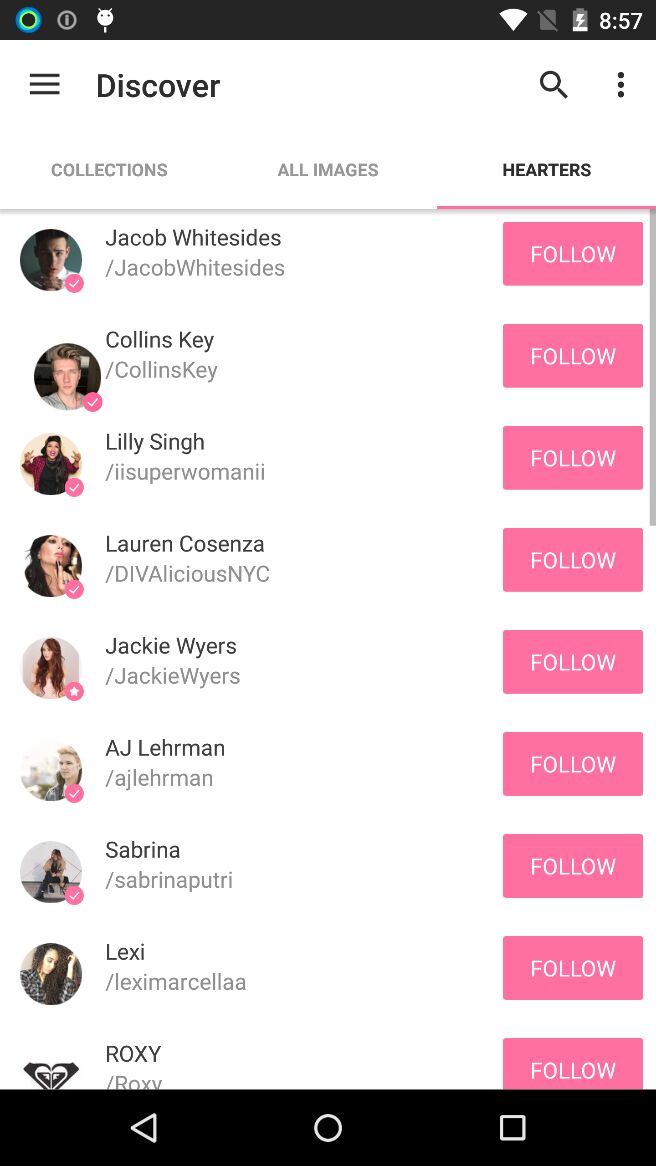 8:57
Discover
COLLECTIONS ALL IMAGES HEARTERS
Jacob Whitesides
/JacobWhitesides
FOLLOW
Collins Key
/CollinsKey
FOLLOW
Lilly Singh
/iisuperwomanii
FOLLOW
Lauren Cosenza
/DIVAliciousNYC
FOLLOW
Jackie Wyers
/JackieWyers
FOLLOW
AJ Lehrman
/ajlehrman
FOLLOW
Sabrina
/sabrinaputri
FOLLOW
Lexi
/leximarcellaa
FOLLOW
ROXY
/Roxy
FOLLOW